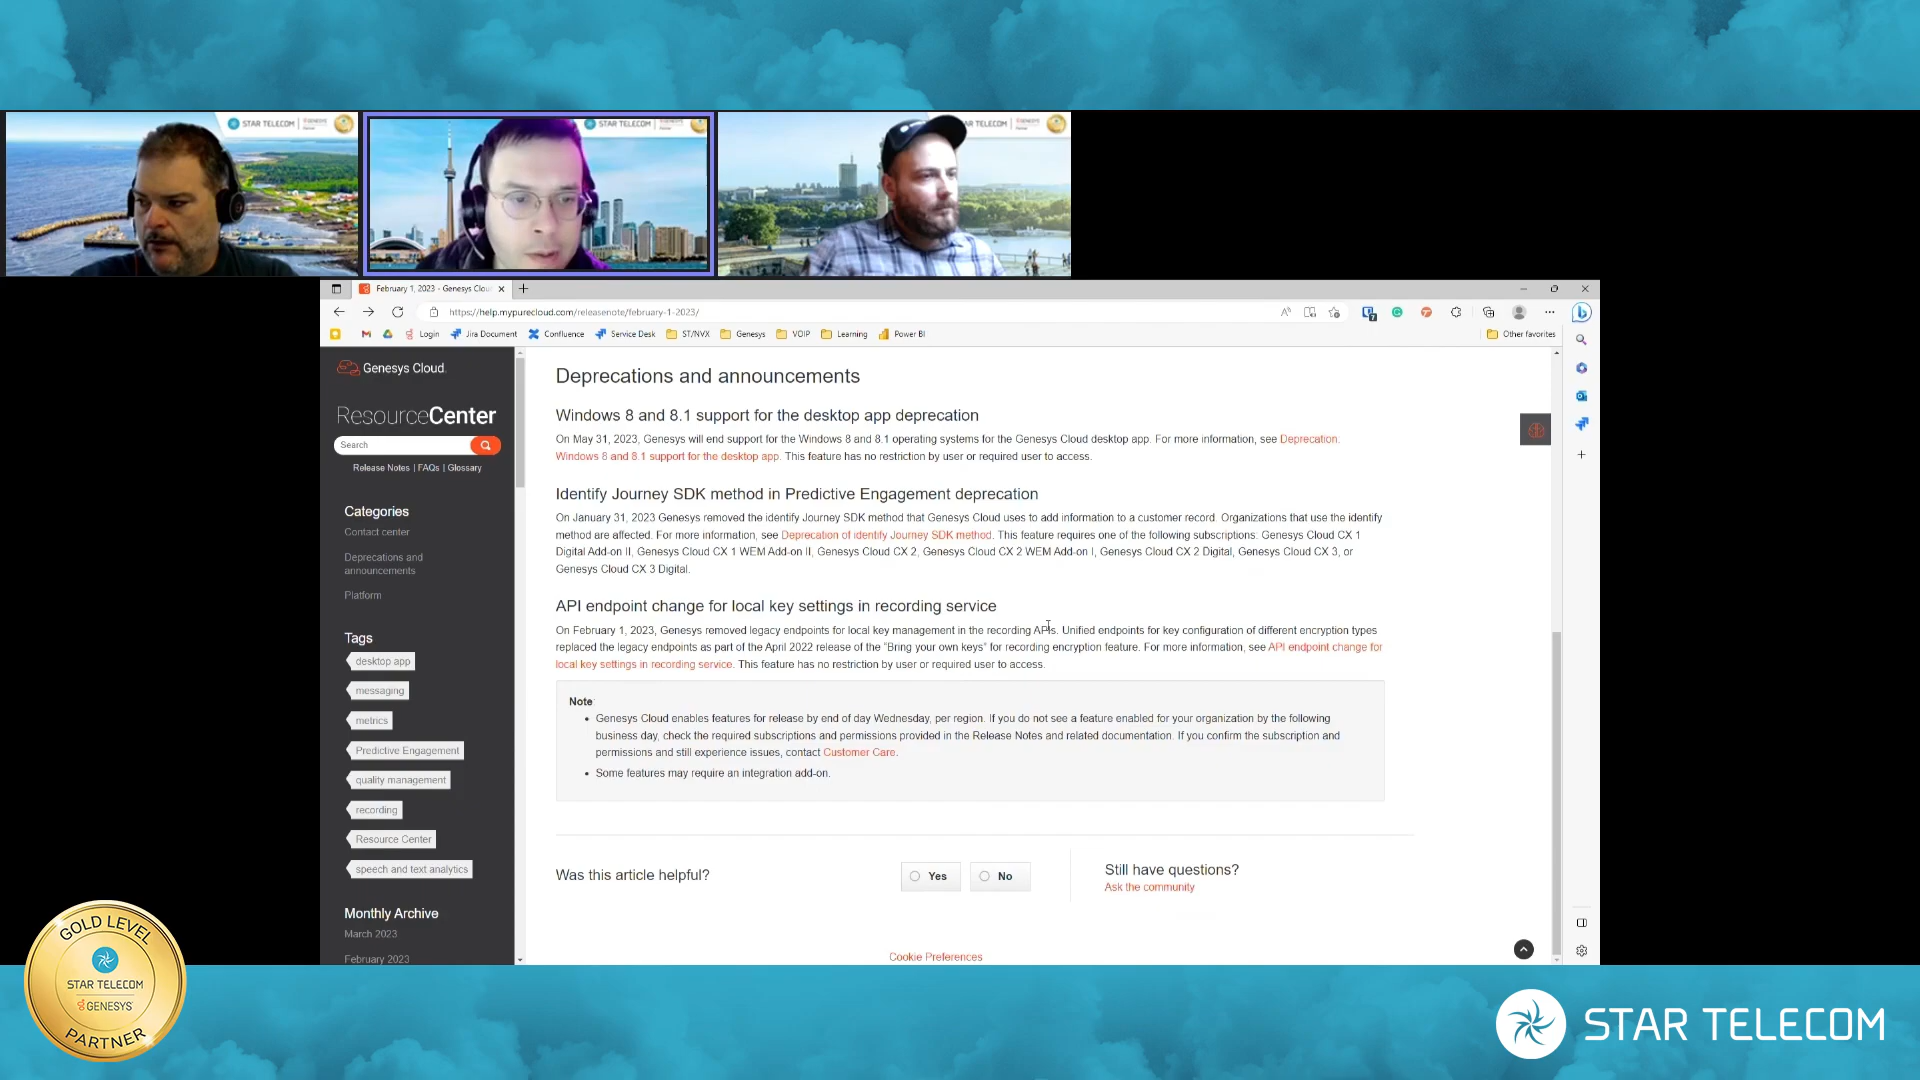 STAR TELECOM
STAR TELECOM
TAR TELECOM
February 1, 2023 - Genesys Clou
https://help.mypurecloud.com/releasenote/february-1-2023/
Login
Jira Document
Confluence
Service Desk
ST/NVX
Genesys
VOIP
Learning
Power BI
Other favorites
Genesys Cloud.
ResourceCenter
Search
Release Notes | FAQs | Glossary
Categories
Contact center
Deprecations and
announcements
Platform
Tags
desktop app
messaging
metrics
Predictive Engagement
quality management
recording
Resource Center
speech and text analytics
Monthly Archive
March 2023
February 2023
Deprecations and announcements
Windows 8 and 8.1 support for the desktop app deprecation
On May 31, 2023, Genesys will end support for the Windows 8 and 8.1 operating systems for the Genesys Cloud desktop app. For more information, see Deprecation:
Windows 8 and 8.1 support for the desktop app. This feature has no restriction by user or required user to access.
Identify Journey SDK method in Predictive Engagement deprecation
On January 31, 2023 Genesys removed the identify Journey SDK method that Genesys Cloud uses to add information to a customer record. Organizations that use the identify
method are affected. For more information, see Deprecation of identify Journey SDK method. This feature requires one of the following subscriptions: Genesys Cloud CX 1
Digital Add-on II, Genesys Cloud CX 1 WEM Add-on II, Genesys Cloud CX 2, Genesys Cloud CX 2 WEM Add-on I, Genesys Cloud CX 2 Digital, Genesys Cloud CX 3, or
Genesys Cloud CX 3 Digital.
API endpoint change for local key settings in recording service
On February 1, 2023, Genesys removed legacy endpoints for local key management in the recording APIs. Unified endpoints for key configuration of different encryption types
replaced the legacy endpoints as part of the April 2022 release of the "Bring your own keys" for recording encryption feature. For more information, see API endpoint change for
local key settings in recording service. This feature has no restriction by user or required user to access.
Note:
• Genesys Cloud enables features for release by end of day Wednesday, per region. If you do not see a feature enabled for your organization by the following
business day, check the required subscriptions and permissions provided in the Release Notes and related documentation. If you confirm the subscription and
permissions and still experience issues, contact Customer Care.
• Some features may require an integration add-on.
Was this article helpful?
Yes
No
Still have questions?
Ask the community
Cookie Preferences
GOLD LEVEL
STAR TELECOM
GENESYS
PARTNER
STAR TELECOM